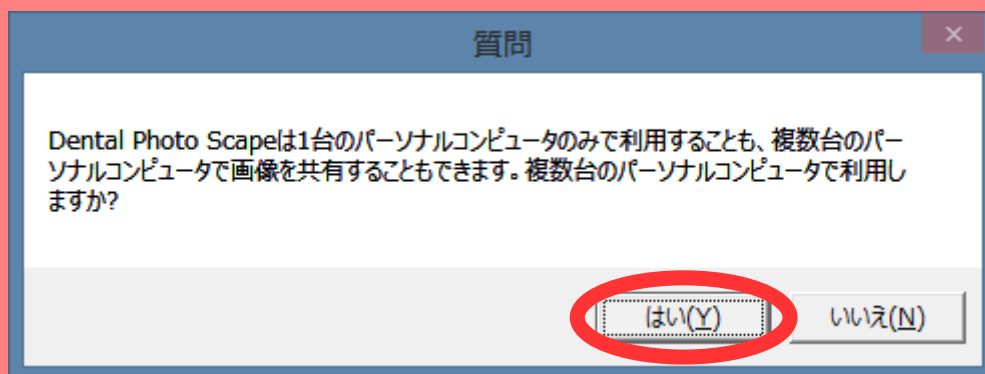 質問
Dental Photo Scapeは1台のパーソナルコンピュータのみで利用することも、複数台のパー
ソナルコンピュータで画像を共有することもできます。複数台のパーソナルコンピュータで利用し
ますか?
はい(Y) いいえ(N)